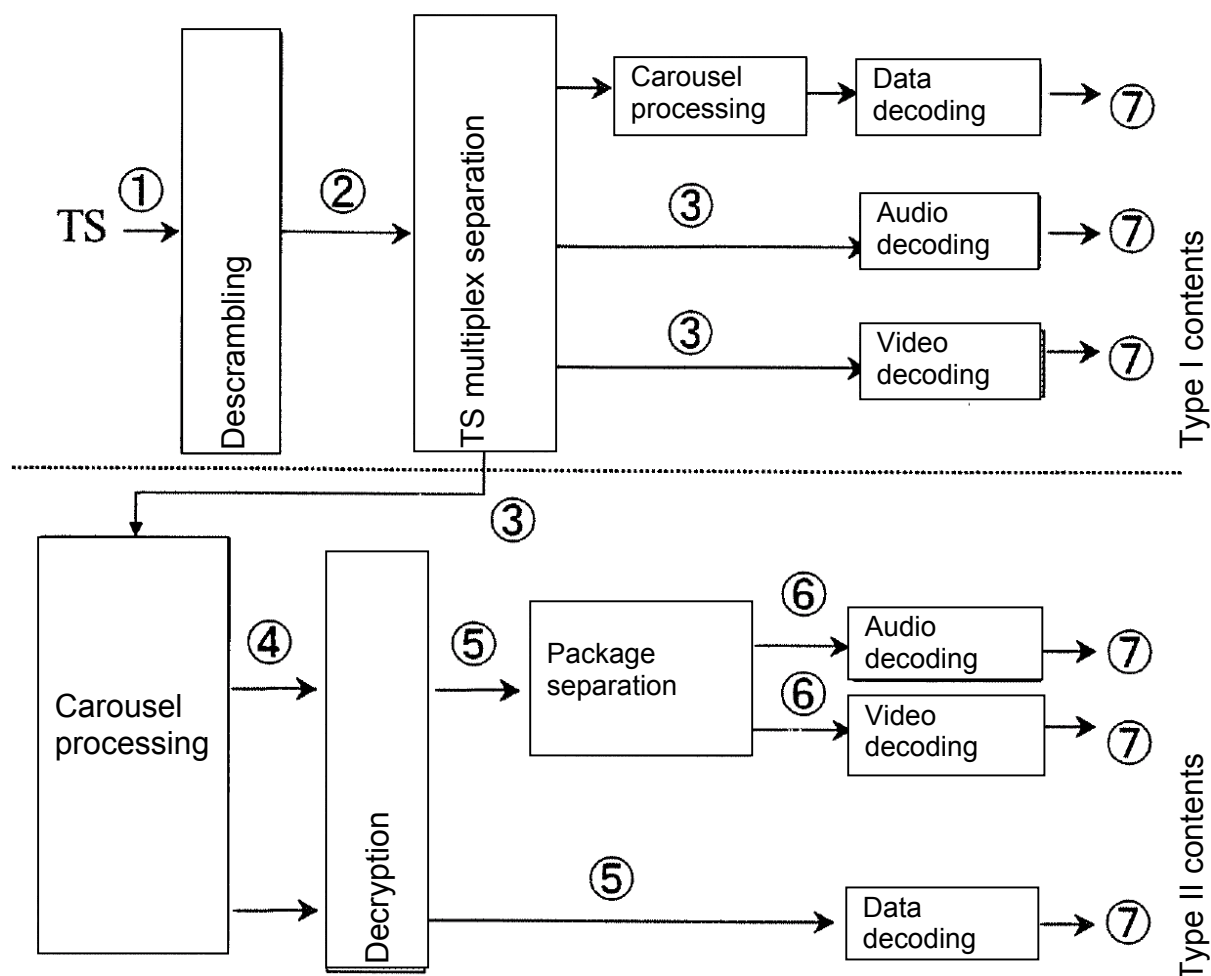 TS
①
Descrambling
②
TS multiplex separation
Carousel
processing
Data
decoding
⑦
③
Audio
decoding
⑦
③
Video
decoding
⑦
Type I contents
③
Carousel
processing
④
Decryption
⑤
Package
separation
⑥
Audio
decoding
⑦
⑥
Video
decoding
⑦
⑤
Data
decoding
⑦
Type II contents